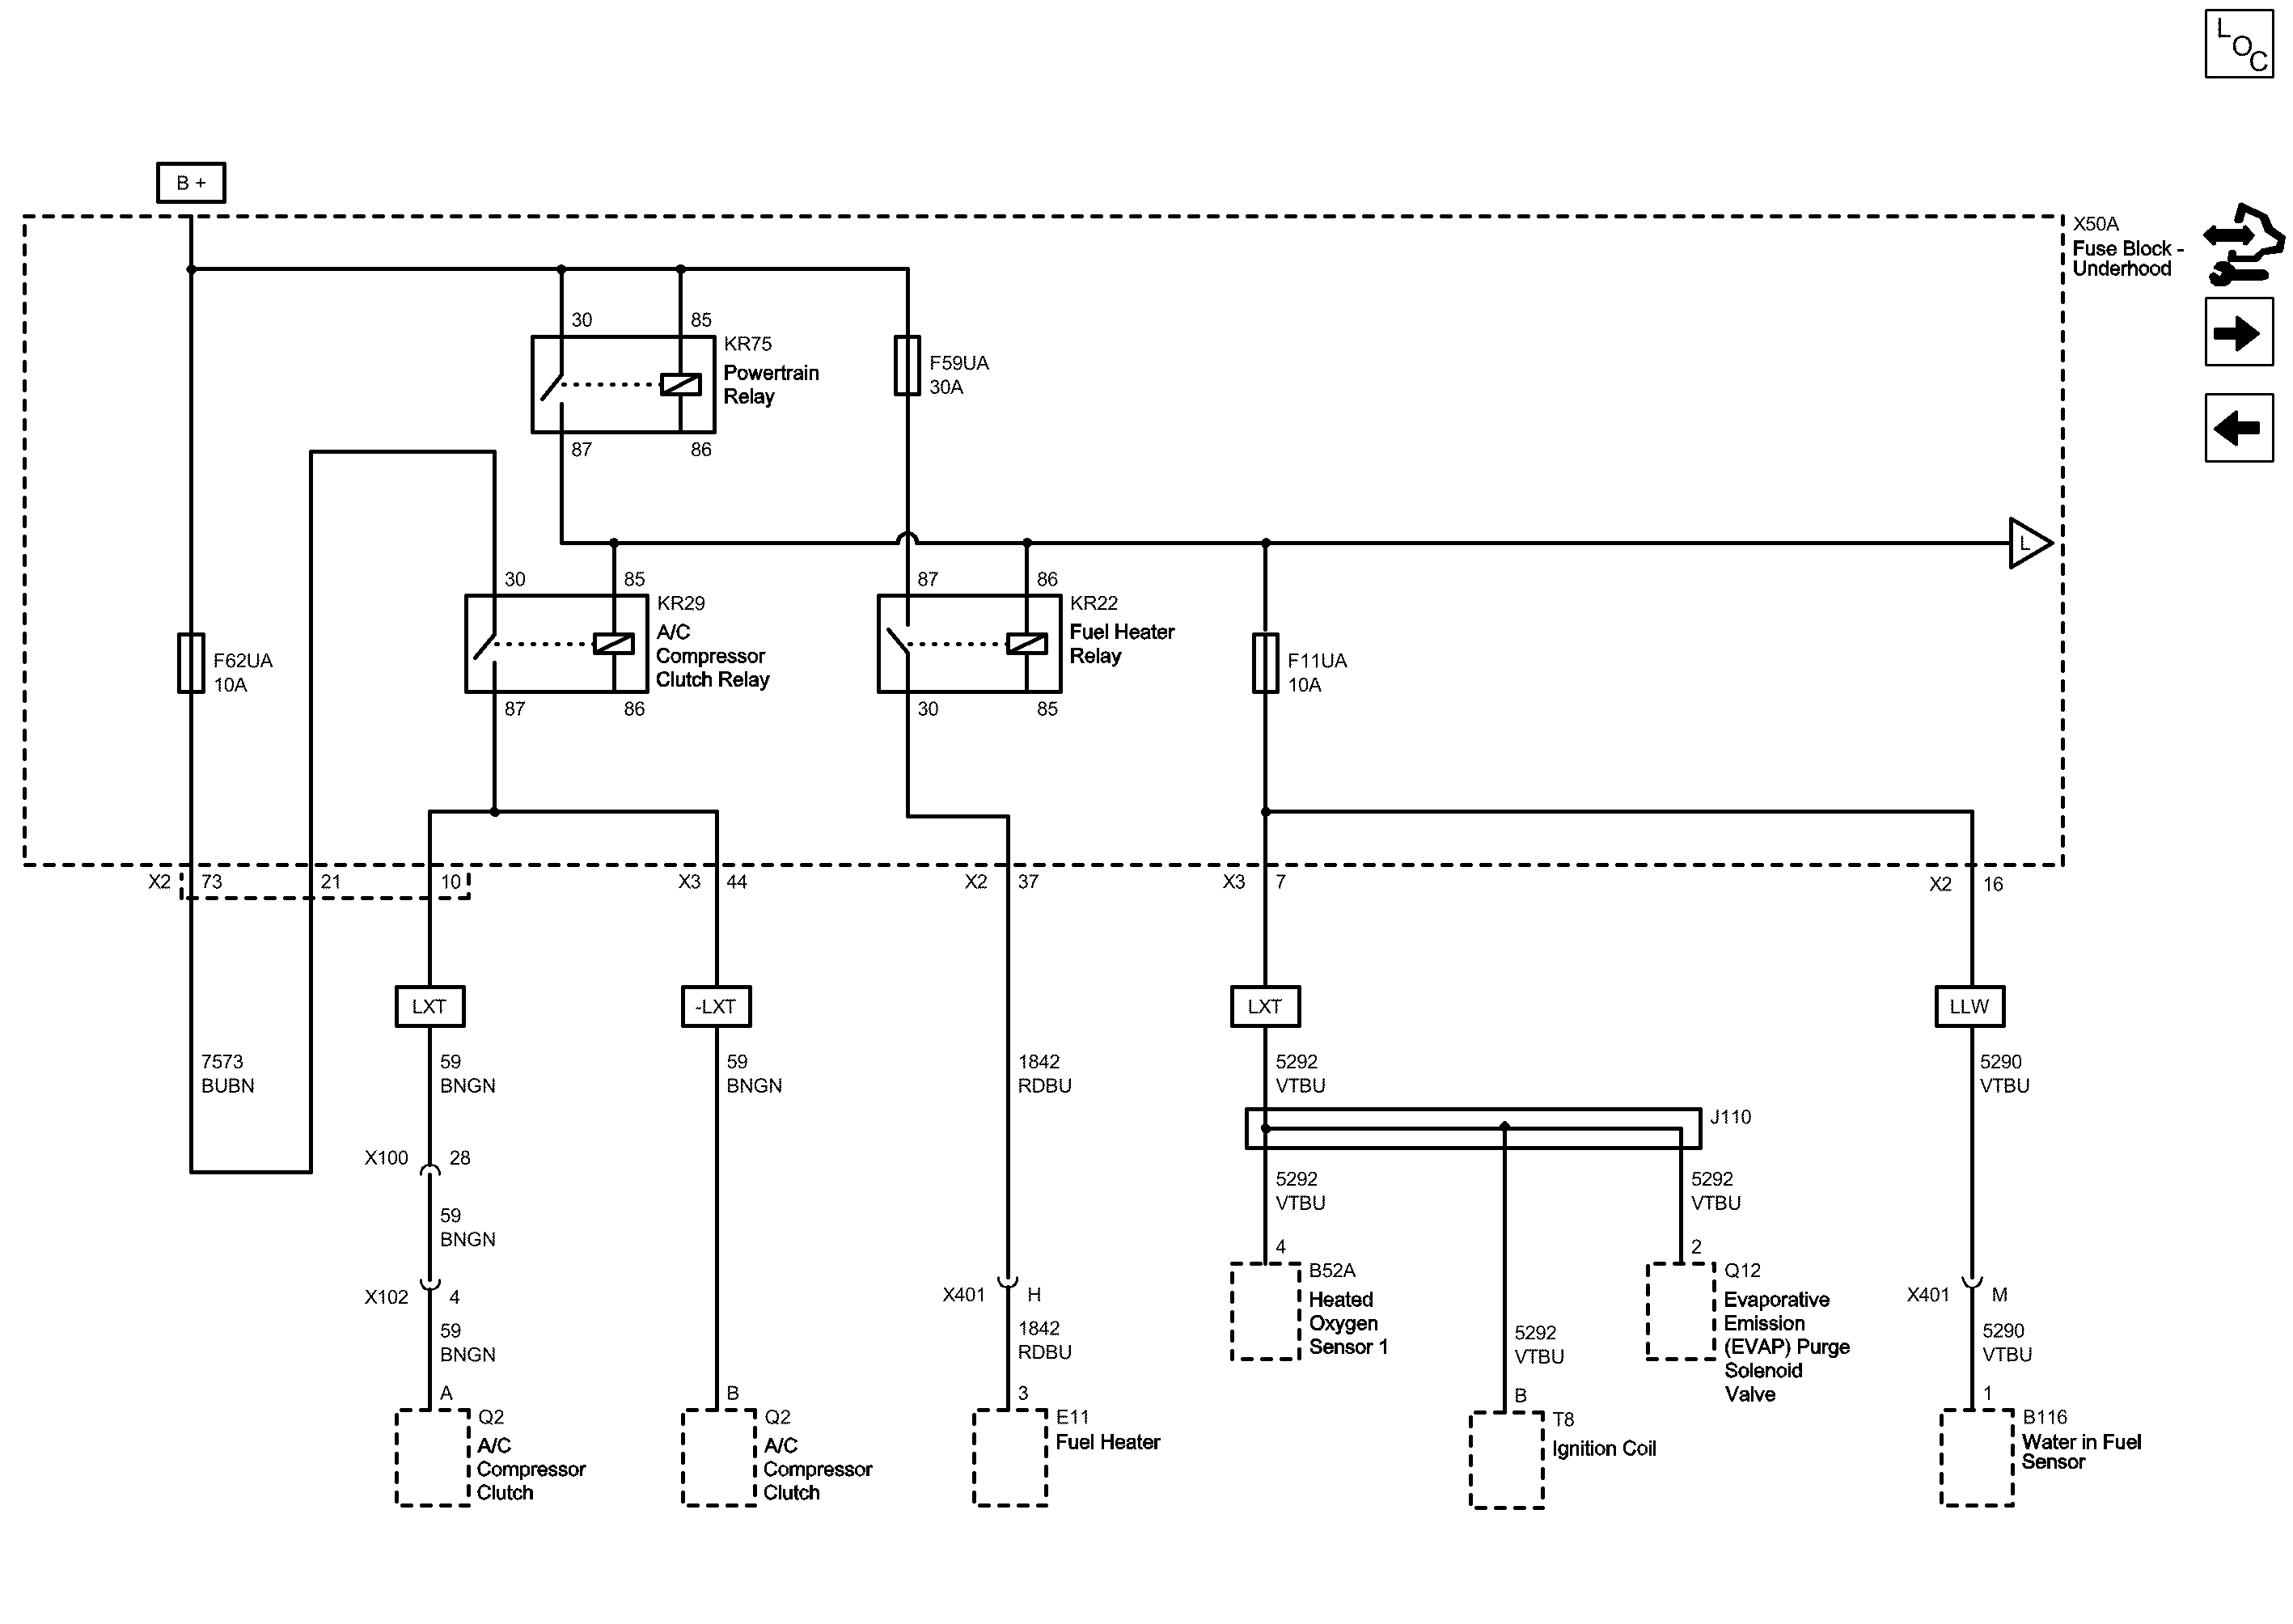 L
O
C
B +
X50A
Fuse Block -
Underhood
30
85
KR75
Powertrain
Relay
F59UA
30A
87
86
L
30
85
KR29
A/C
Compressor
Clutch Relay
87
86
KR22
Fuel Heater
Relay
F62UA
10A
F11UA
10A
87
86
30
85
X2
73
21
10
X3
44
X2
37
X3
7
X2
16
LXT
-LXT
LXT
LLW
7573
BUBN
59
BNGN
59
BNGN
1842
RDBU
5292
VTBU
5290
VTBU
J110
X100
28
5292
VTBU
5292
VTBU
59
BNGN
4
2
B52A
Heated
Oxygen
Sensor 1
Q12
Evaporative
Emission
(EVAP) Purge
Solenoid
Valve
X102
4
X401
H
X401
M
59
BNGN
1842
RDBU
5292
VTBU
5290
VTBU
A
B
3
B
1
Q2
A/C
Compressor
Clutch
Q2
A/C
Compressor
Clutch
E11
Fuel Heater
T8
Ignition Coil
B116
Water in Fuel
Sensor